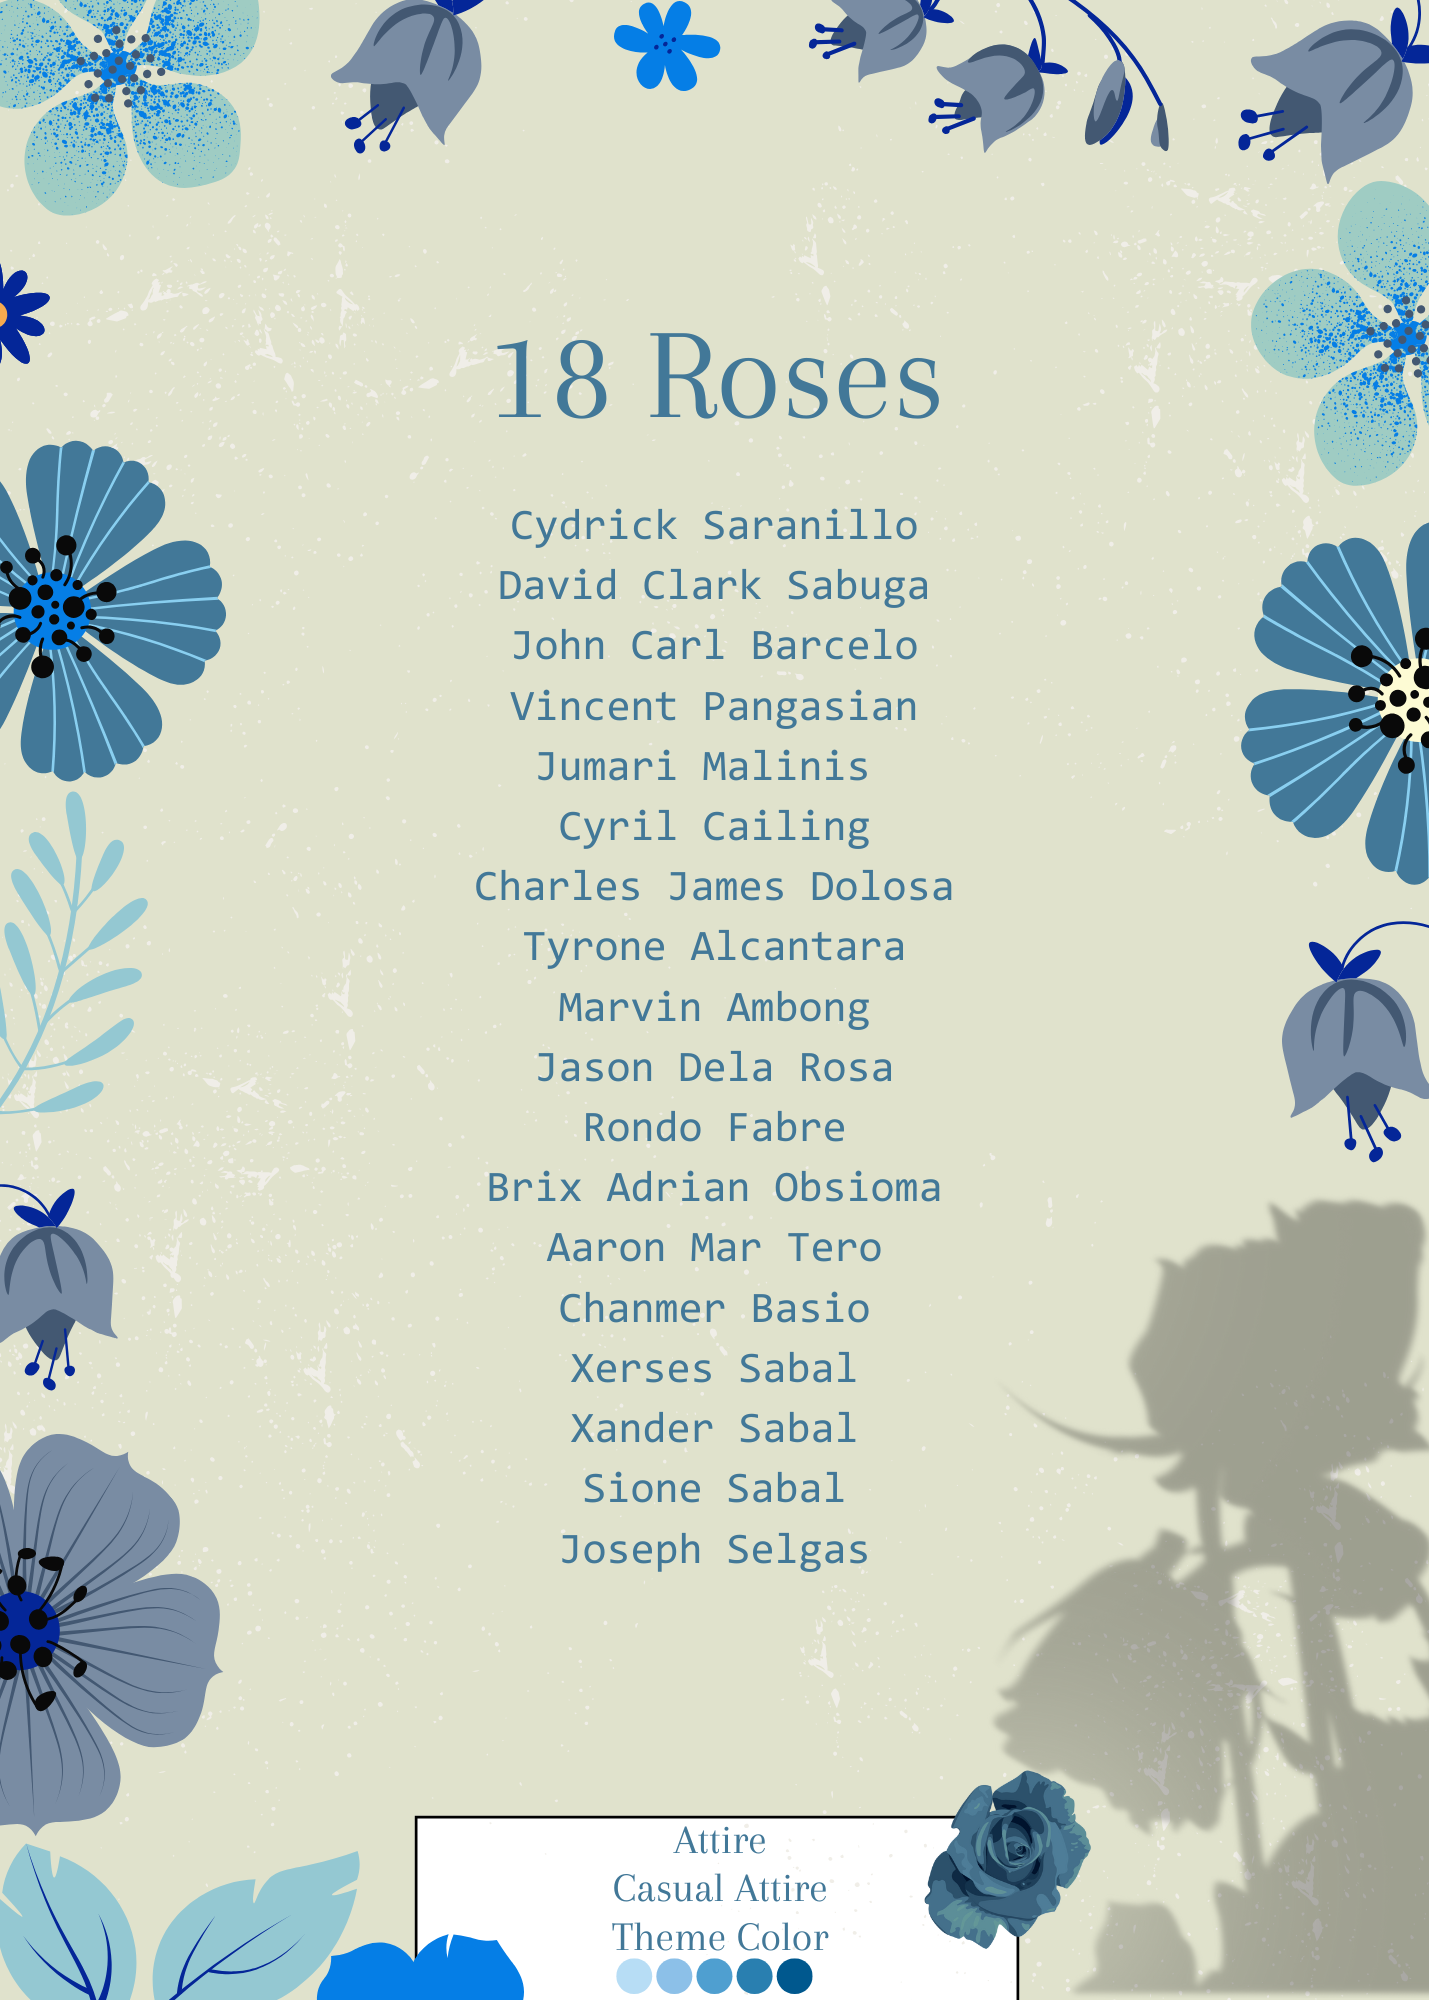 18 Roses
Cydrick Saranillo
David Clark Sabuga
John Carl Barcelo
Vincent Pangasian
Jumari Malinis
Cyril Cailing
Charles James Dolosa
Tyrone Alcantara
Marvin Ambong
Jason Dela Rosa
Rondo Fabre
Brix Adrian Obsioma
Aaron Mar Tero
Chanmer Basio
Xerses Sabal
Xander Sabal
Sione Sabal
Joseph Selgas
Attire
Casual Attire
Theme Color